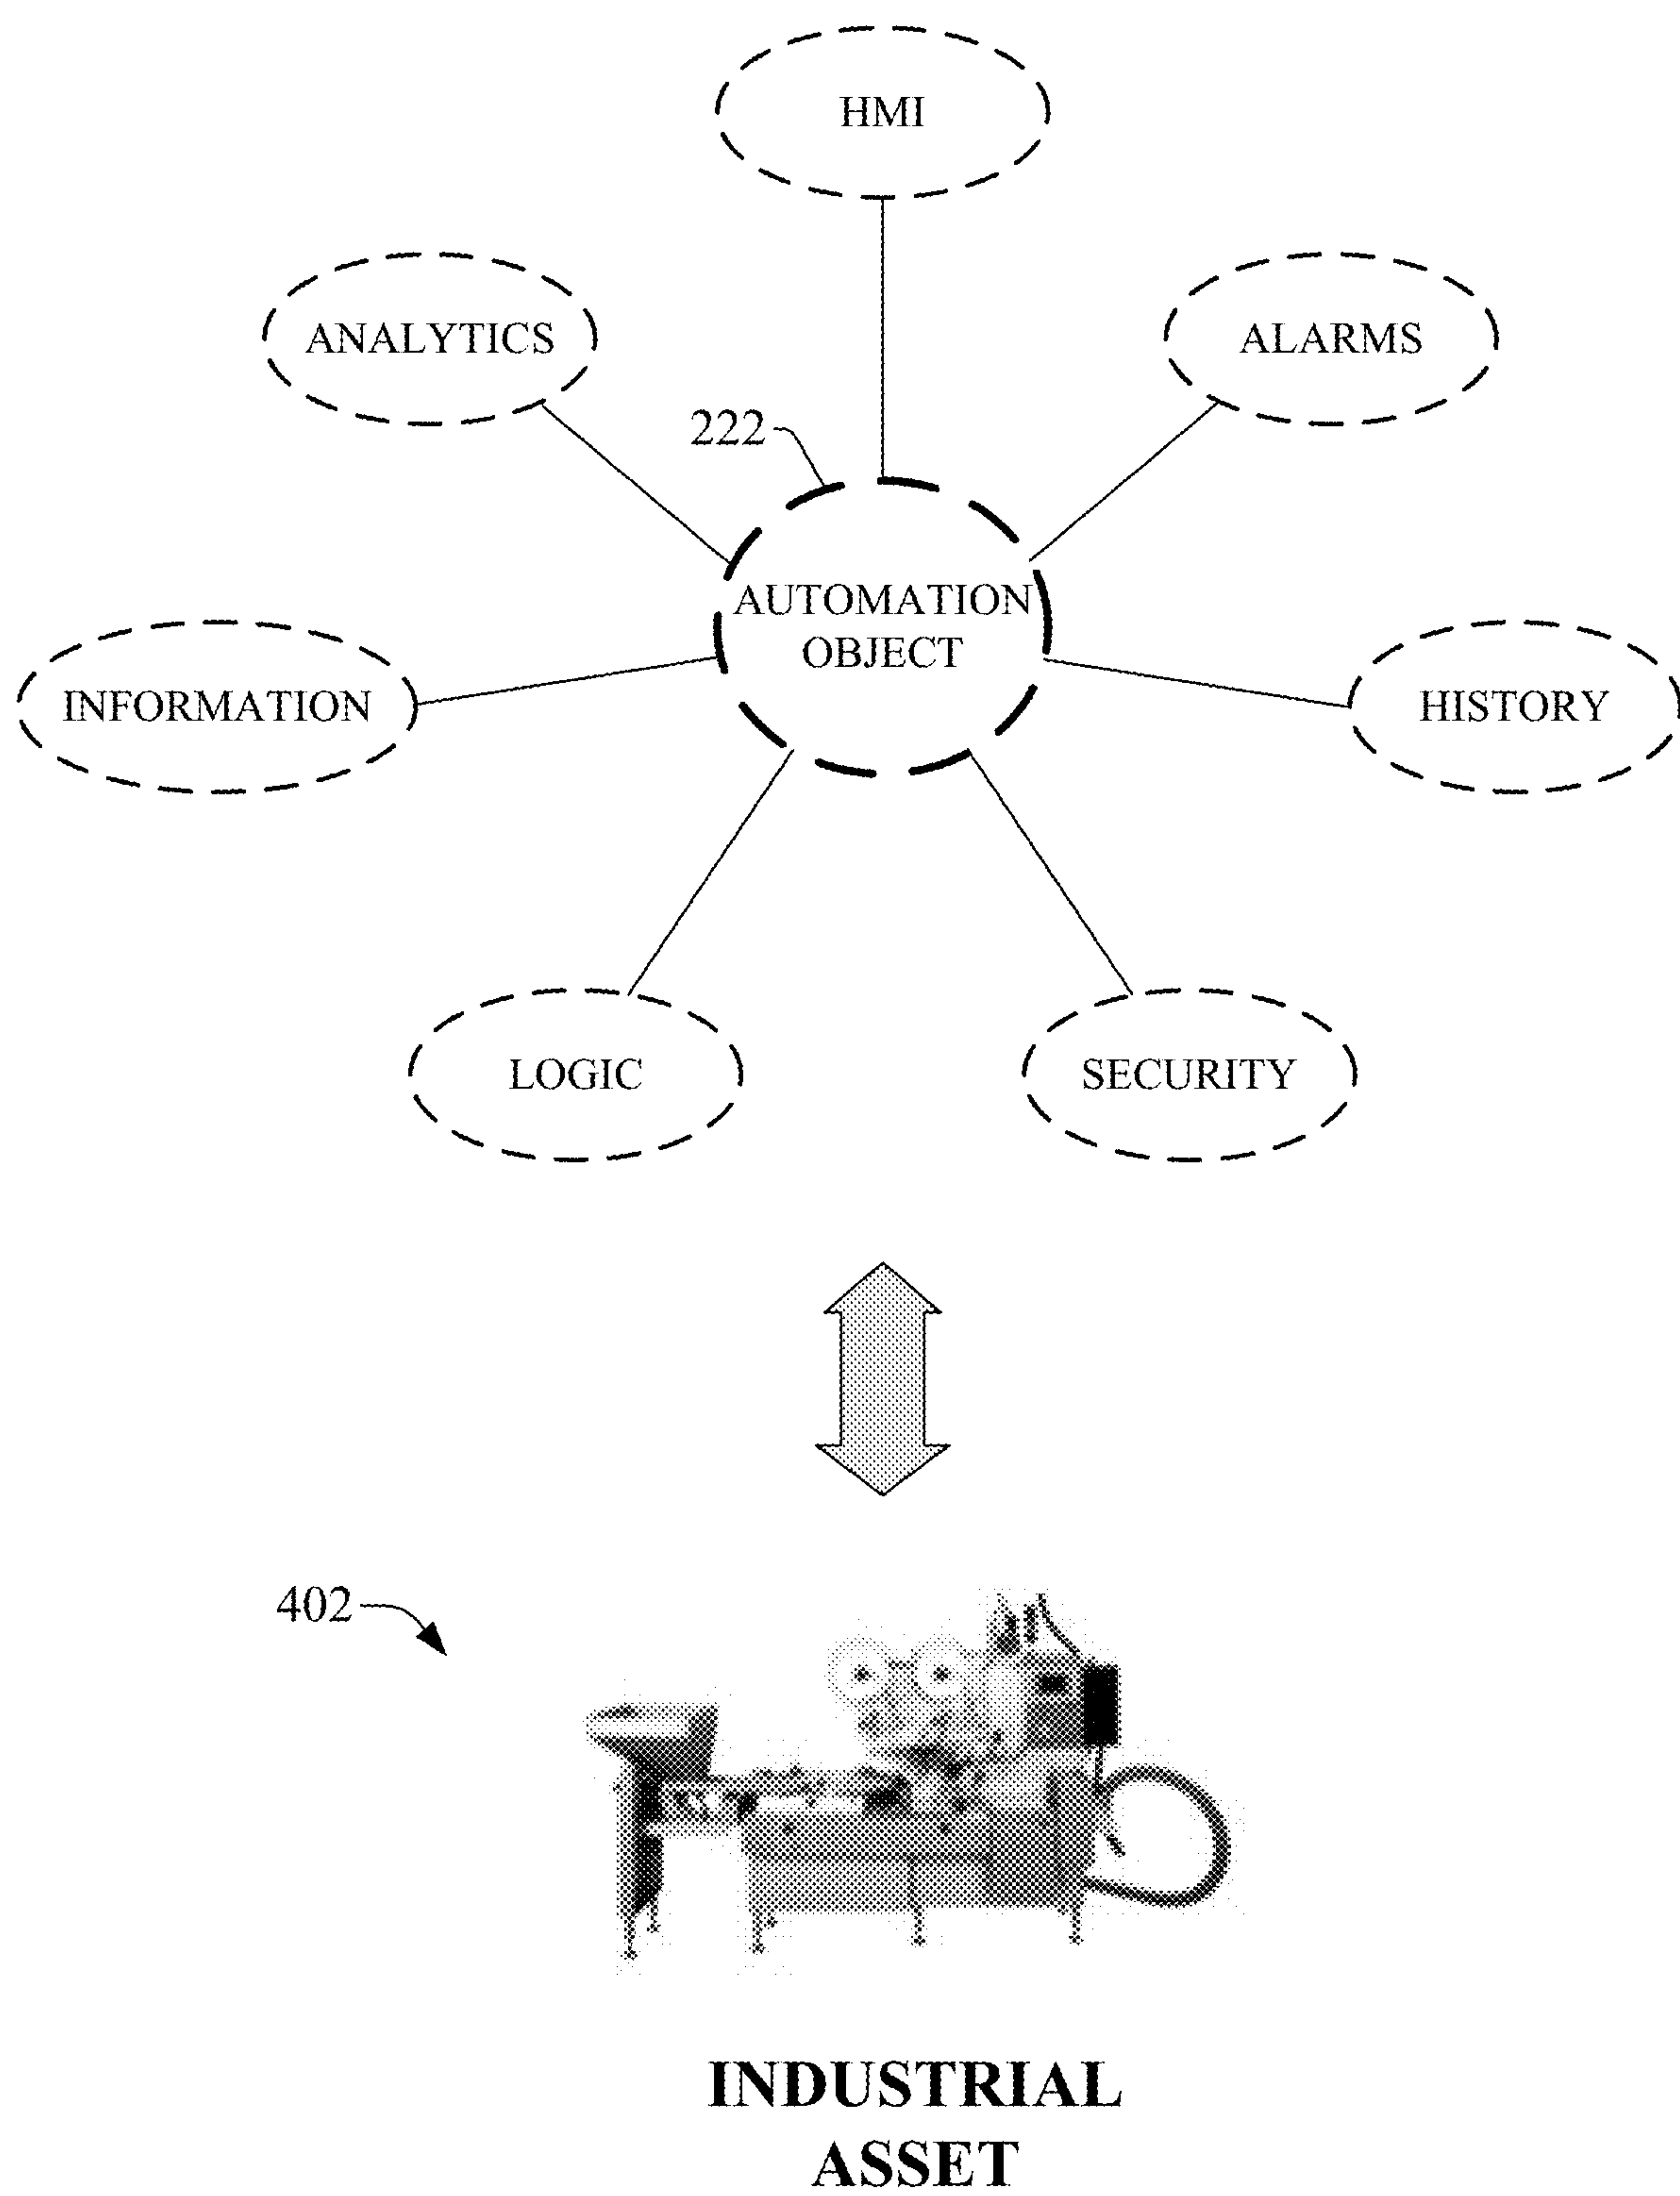 HMI
ANALYTICS
ALARMS
222
AUTOMATION
OBJECT
INFORMATION
HISTORY
LOGIC
SECURITY
402
INDUSTRIAL
ASSET